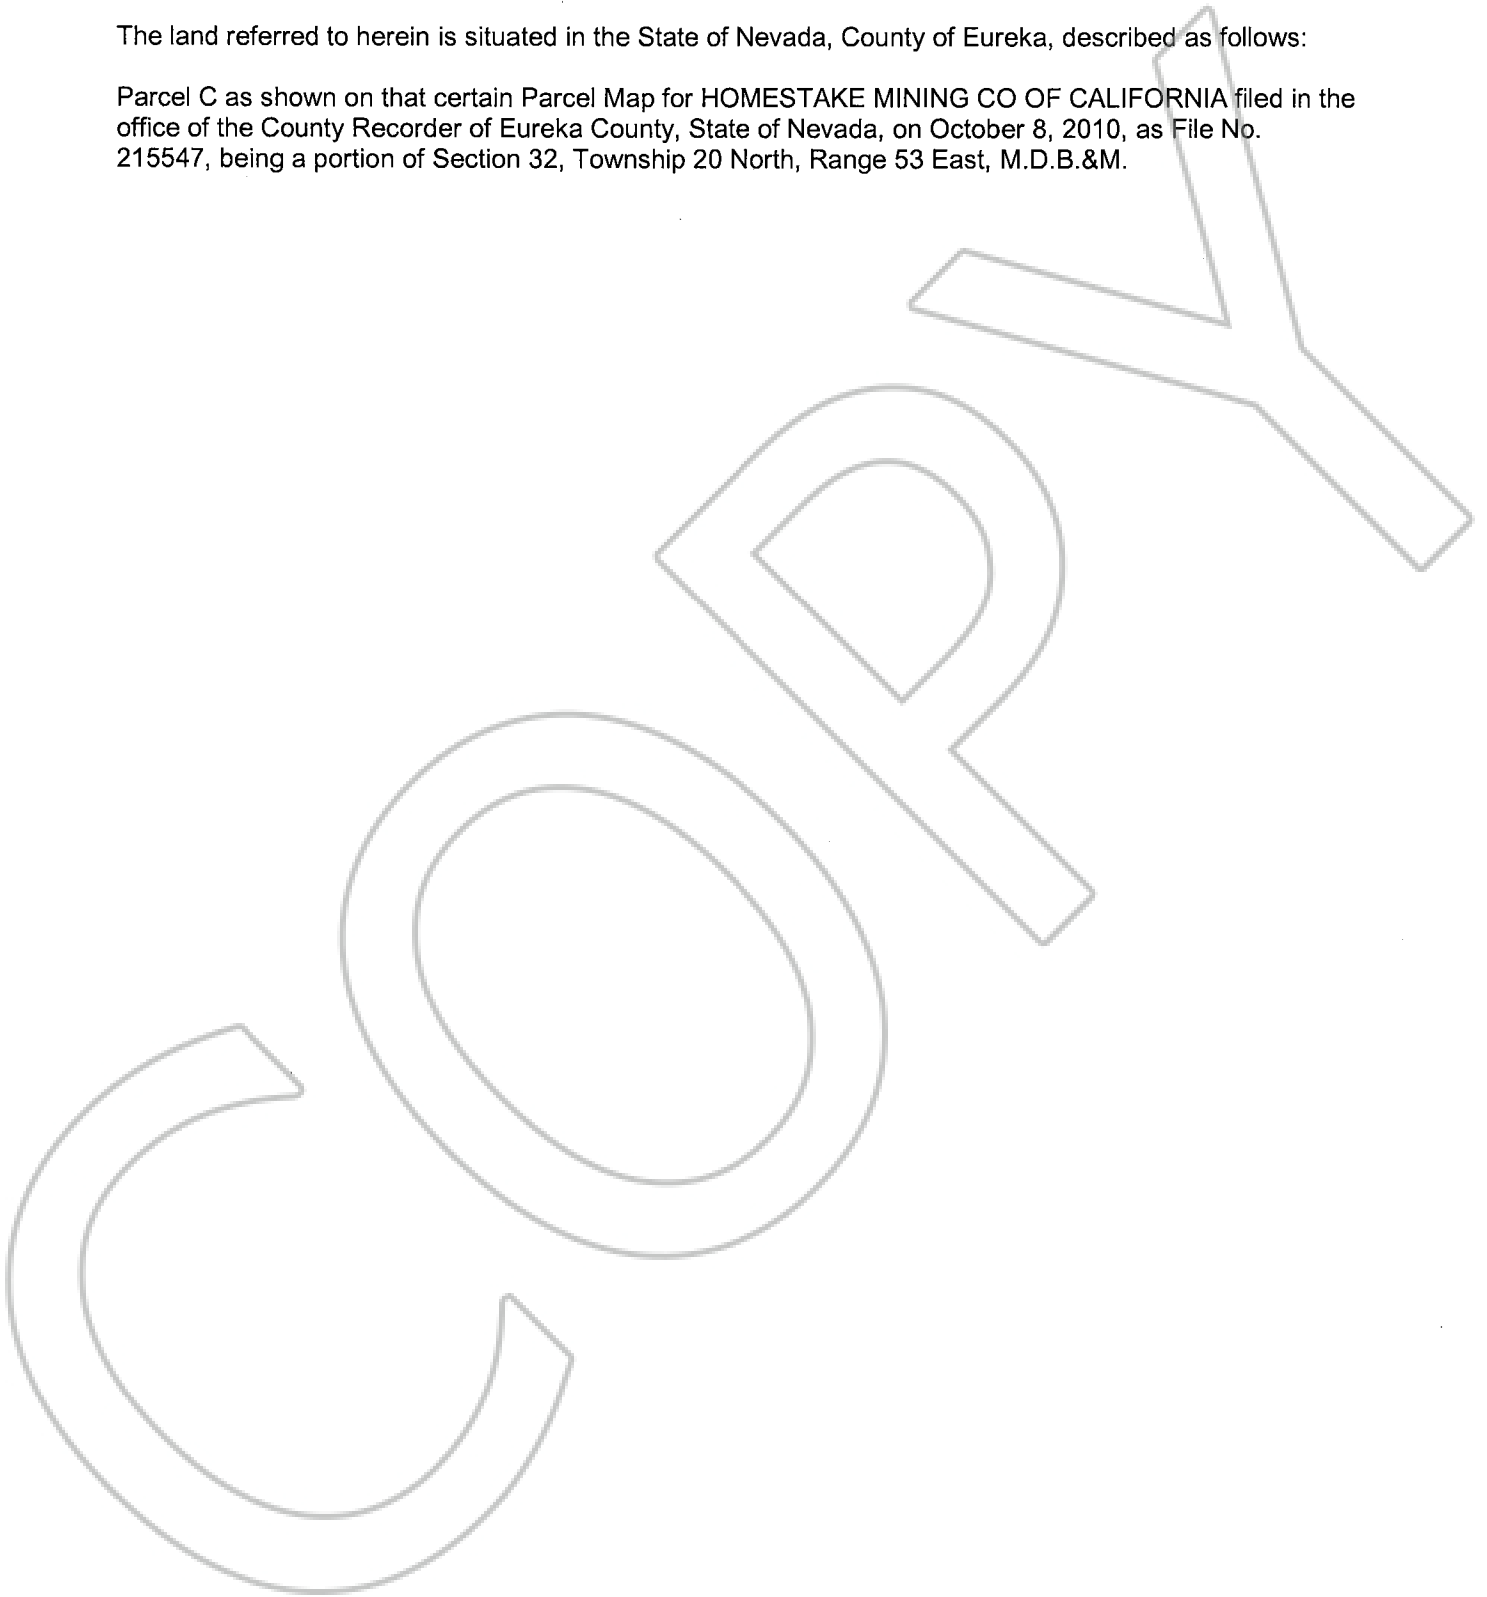 The land referred to herein is situated in the State of Nevada, County of Eureka, described as follows:
Parcel C as shown on that certain Parcel Map for HOMESTAKE MINING CO OF CALIFORNIA filed in the
office of the County Recorder of Eureka County, State of Nevada, on October 8, 2010, as File No.
215547, being a portion of Section 32, Township 20 North, Range 53 East, M.D.B.&M.
COPY